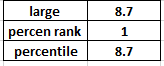 large 8.7
percen rank 1
percentile 8.7